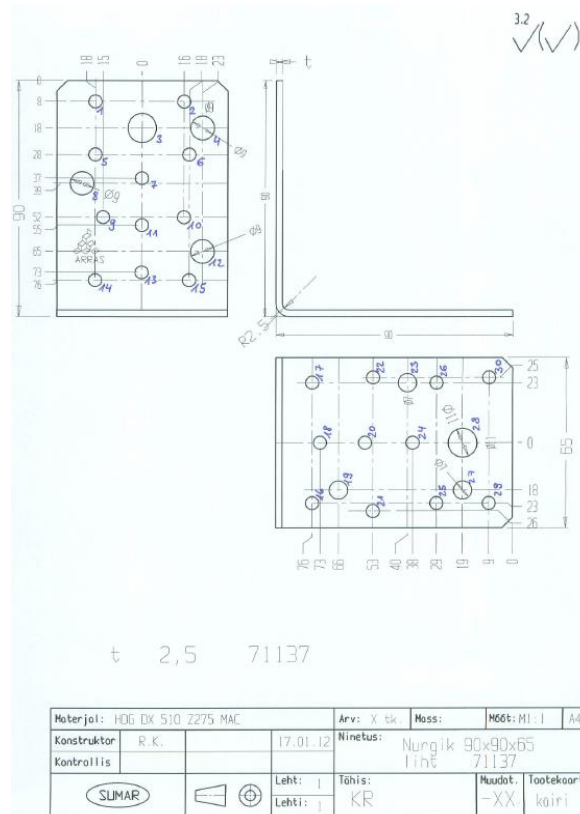 3.2
18 15 0 16 18 23
t
0
8
18
28
37
39
52
55
65
73
76
90
1 2 3 4 5 6 7 8 9 10 11 12 13 14 15
Ø9
Ø9
ARRAS
90
R2.5
90
17 22 23 26 30
18 20 24 28
19 27
16 21 25 29
Ø7
Ø11
Ø7
25
23
0
18
23
26
65
76 73 66 53 40 38 29 19 9 0
t 2,5 71137
Materjal: HDG DX 51D Z275 MAC
Arv: X tk.
Mass:
Mõõt: M1:1
A4
Konstruktor R.K. 17.01.12
Kontrollis
Ninetus:
Nurgik 90x90x65
liht 71137
SUMAR
Leht: 1
Lehti: 1
Tähis:
KR
Muudot.
-XX
Tootekaart
kairi